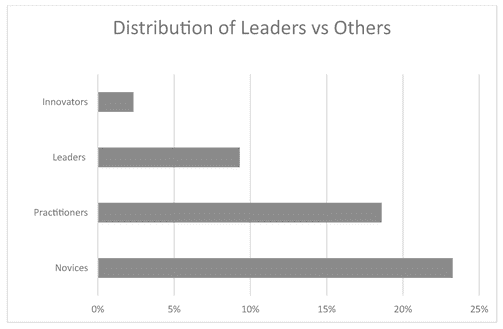 Distribution of Leaders vs Others
Innovators
Leaders
Practitioners
Novices
0% 5% 10% 15% 20% 25%